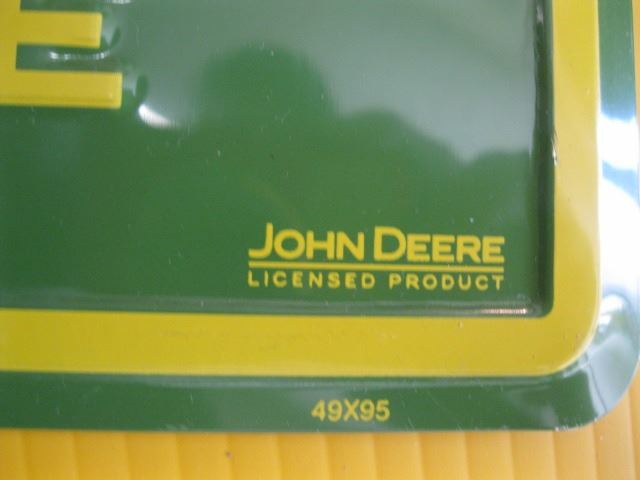 E
JOHN DEERE
LICENSED PRODUCT
49X95